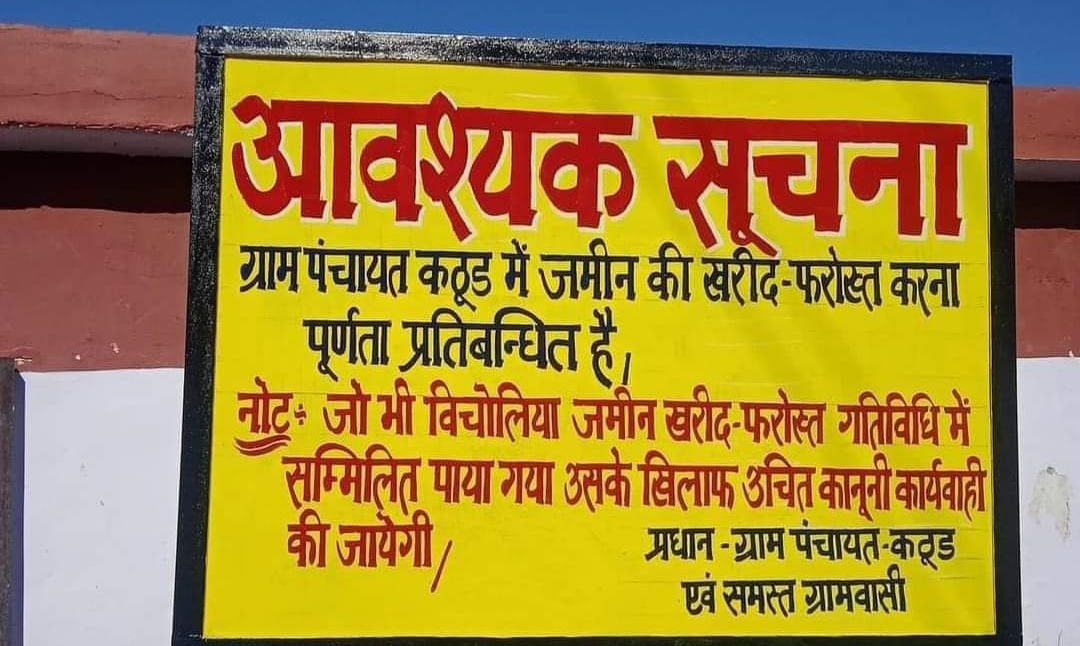 आवश्यक सूचना
ग्राम पंचायत कठूड में जमीन की खरीद-फरोस्त करना
पूर्णता प्रतिबन्धित है।
नोट:- जो भी विचोलिया जमीन खरीद-फरोस्त गतिविधि में
सम्मिलित पाया गया उसके खिलाफ उचित कानूनी कार्यवाही
की जायेगी।
प्रधान-ग्राम पंचायत-कठूड
एवं समस्त ग्रामवासी